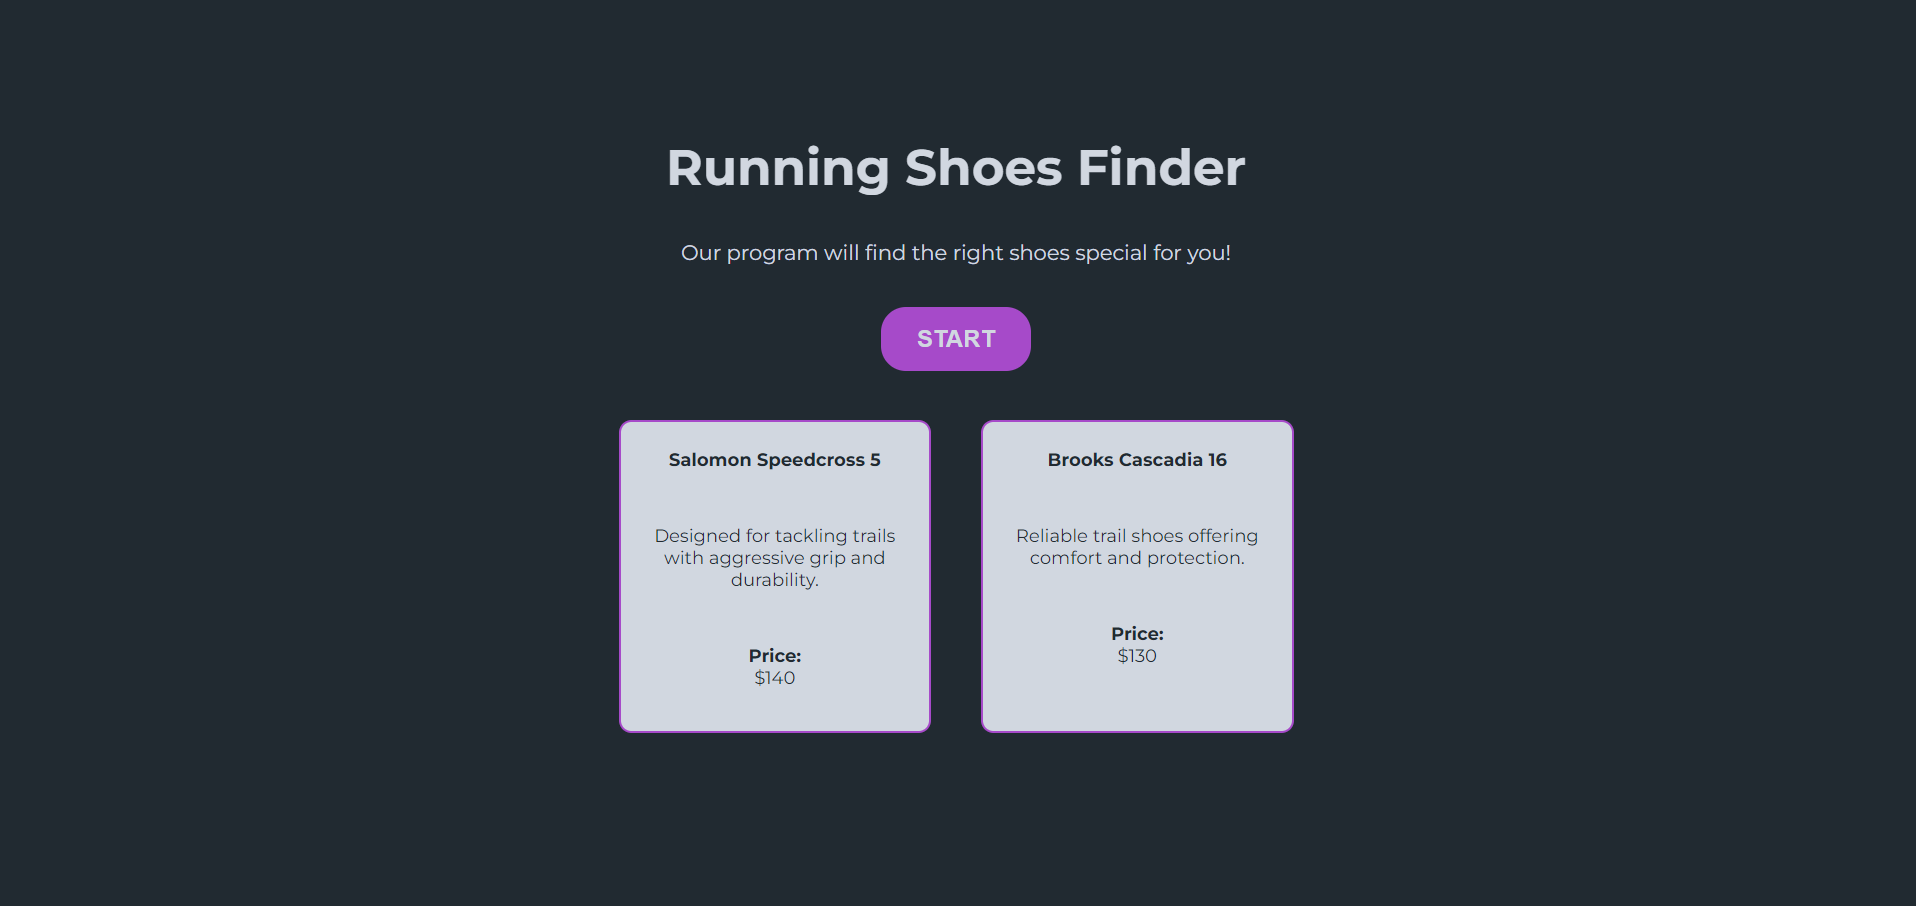 Running Shoes Finder
Our program will find the right shoes special for you!
START
Salomon Speedcross 5
Designed for tackling trails
with aggressive grip and
durability.
Price:
$140
Brooks Cascadia 16
Reliable trail shoes offering
comfort and protection.
Price:
$130